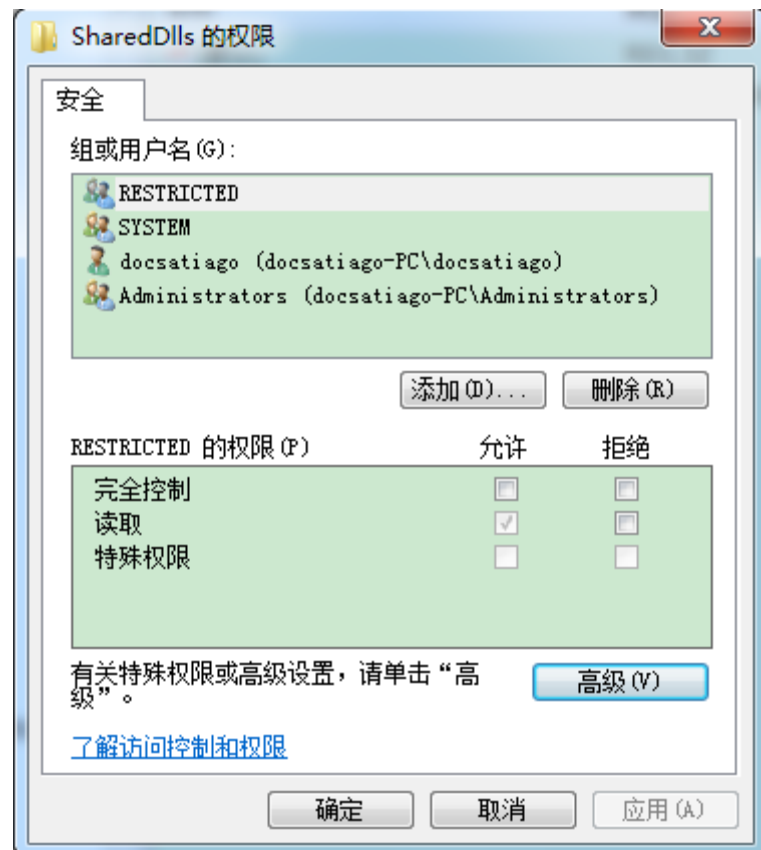 SharedDlls 的权限
安全
组或用户名(G):
RESTRICTED
SYSTEM
docsatiago (docsatiago-PC\docsatiago)
Administrators (docsatiago-PC\Administrators)
添加(D)... 删除(R)
RESTRICTED 的权限(P) 允许 拒绝
完全控制
读取
特殊权限
有关特殊权限或高级设置，请单击“高
级”。
高级(V)
了解访问控制和权限
确定 取消 应用(A)